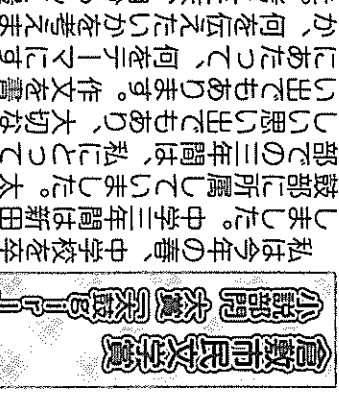 倉敷市民文学賞
小説部門 大賞「太鼓Girl
私は今年の春、中学校を卒
しました。中学三年間は新田
鼓部に所属していました。太
部での三年間は、私にとって
しい思い出でもあり、大切な
い出でもあります。作文を書
にあたって、何をテーマにす
か、何を伝えたいかを考えま